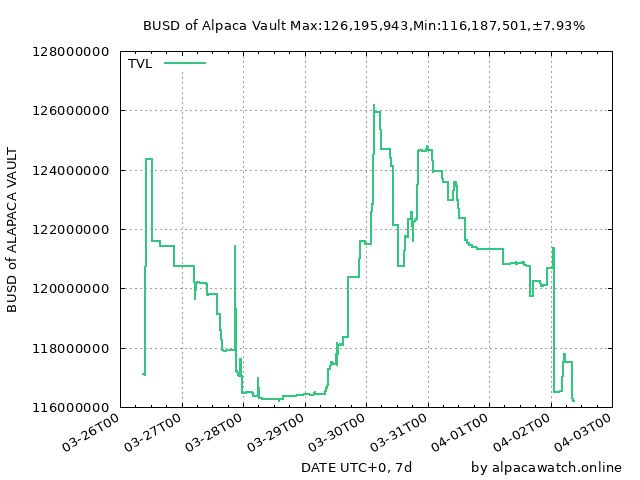 BUSD of Alpaca Vault Max:126,195,943,Min:116,187,501,±7.93%
128000000
TVL
126000000
124000000
122000000
120000000
118000000
116000000
BUSD of ALAPACA VAULT
03-26T00
03-27T00
03-28T00
03-29T00
03-30T00
03-31T00
04-01T00
04-02T00
04-03T00
DATE UTC+0, 7d
by alpacawatch.online